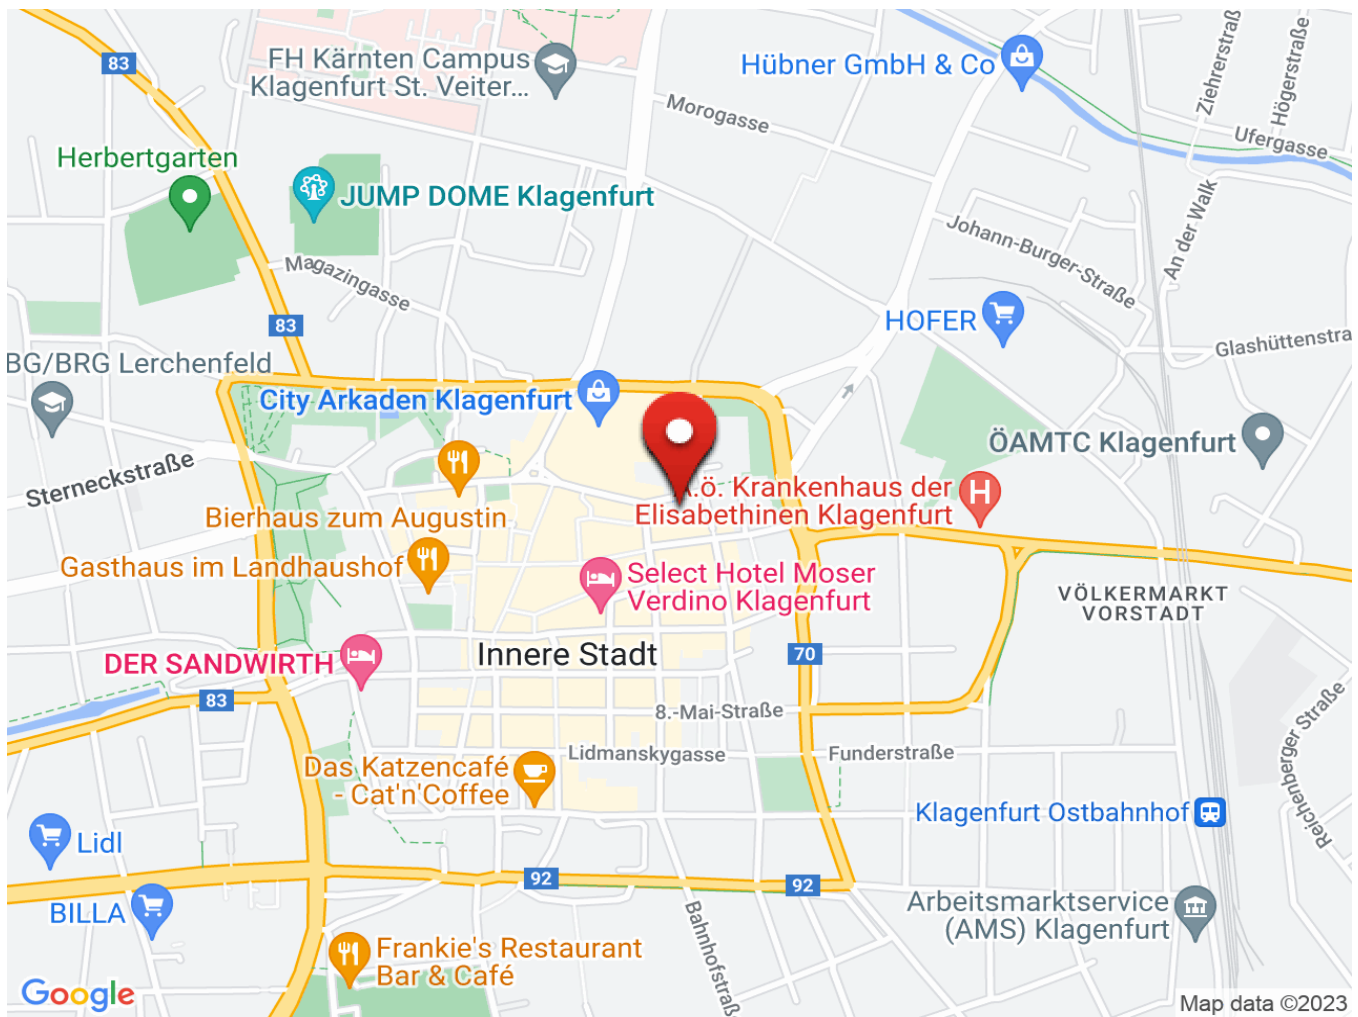 83
FH Kärnten Campus
Klagenfurt St. Veiter...
Hübner GmbH & Co
Ziehrerstraß
Högerstraße
Morogasse
Ufergasse
Herbertgarten
JUMP DOME Klagenfurt
An der Walk
Johann-Burger-Straße
Magazingasse
83
HOFER
Glashüttenstra
BG/BRG Lerchenfeld
City Arkaden Klagenfurt
ÖAMTC Klagenfurt
Sterneckstraße
.ö. Krankenhaus der
Elisabethinen Klagenfurt
H
Bierhaus zum Augustin
Gasthaus im Landhaushof
Select Hotel Moser
Verdino Klagenfurt
VÖLKERMARKT
VORSTADT
Innere Stadt
DER SANDWIRTH
70
83
8.-Mai-Straße
Lidmanskygasse
Funderstraße
Reichenberger Straße
Das Katzencafé
- Cat'n'Coffee
Klagenfurt Ostbahnhof
Lidl
92
92
BILLA
Arbeitsmarktservice
(AMS) Klagenfurt
Bahnhofstraß
Frankie's Restaurant
Bar & Café
Google
Map data ©2023